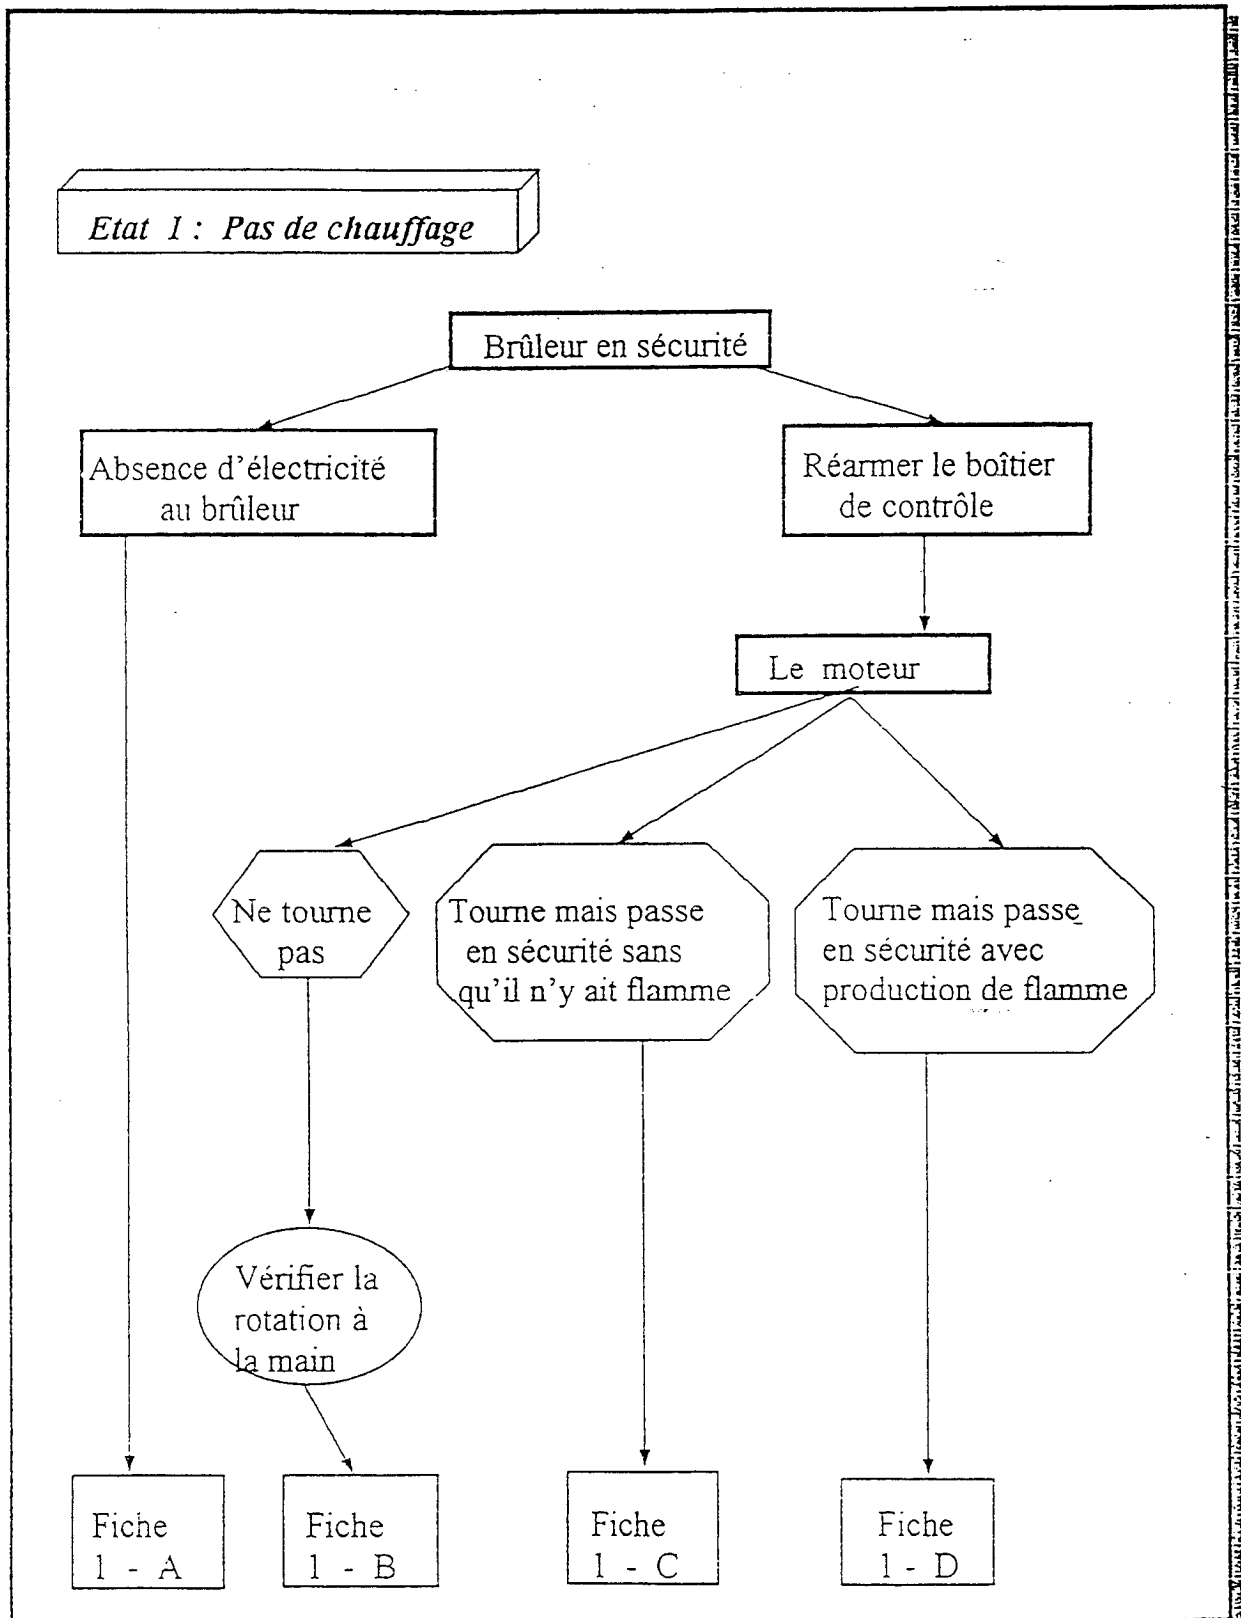 Etat 1 : Pas de chauffage
Brûleur en sécurité
Absence d'électricité
au brûleur
Réarmer le boîtier
de contrôle
Le moteur
Ne tourne
pas
Tourne mais passe
en sécurité sans
qu'il n'y ait flamme
Tourne mais passe
en sécurité avec
production de flamme
Vérifier la
rotation à
la main
Fiche
1 - A
Fiche
1 - B
Fiche
1 - C
Fiche
1 - D